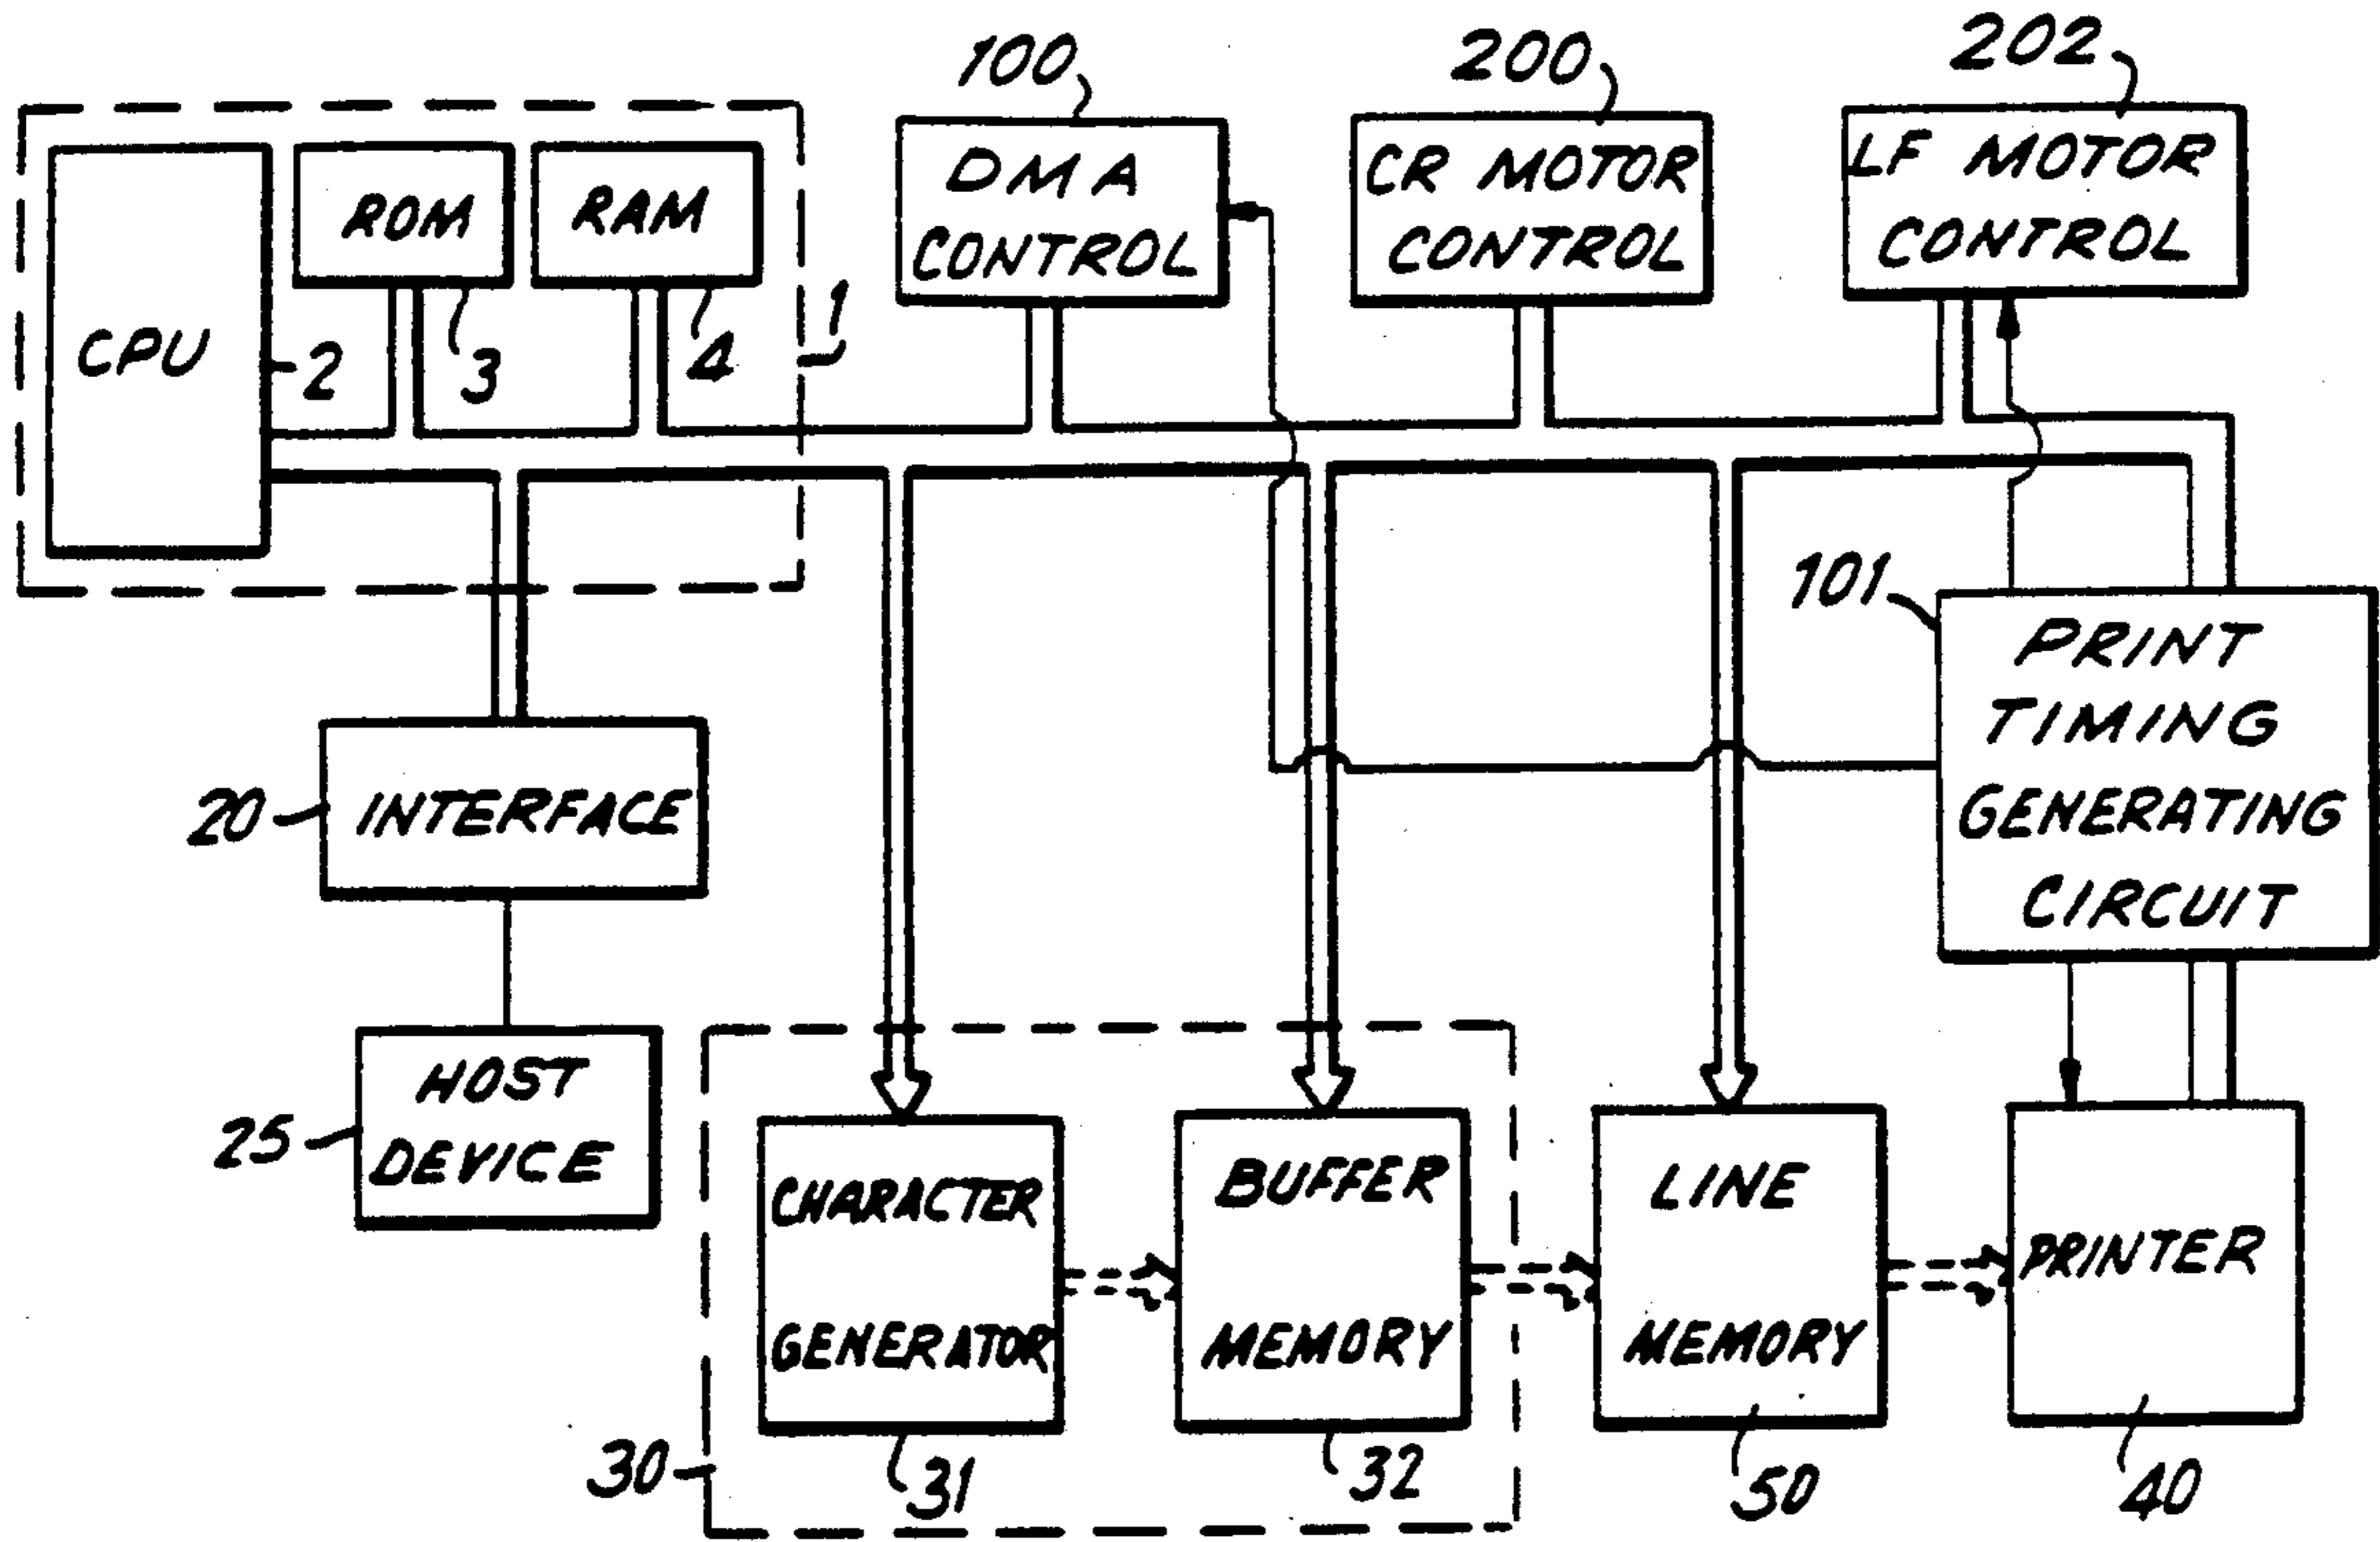 100
200
202
CPU
ROM
RAM
DMA
CONTROL
CR MOTOR
CONTROL
LF MOTOR
CONTROL
2
3
4
1
101
PRINT
TIMING
GENERATING
CIRCUIT
20
INTERFACE
25
HOST
DEVICE
CHARACTER
GENERATOR
BUFFER
MEMORY
LINE
MEMORY
PRINTER
30
31
32
50
40